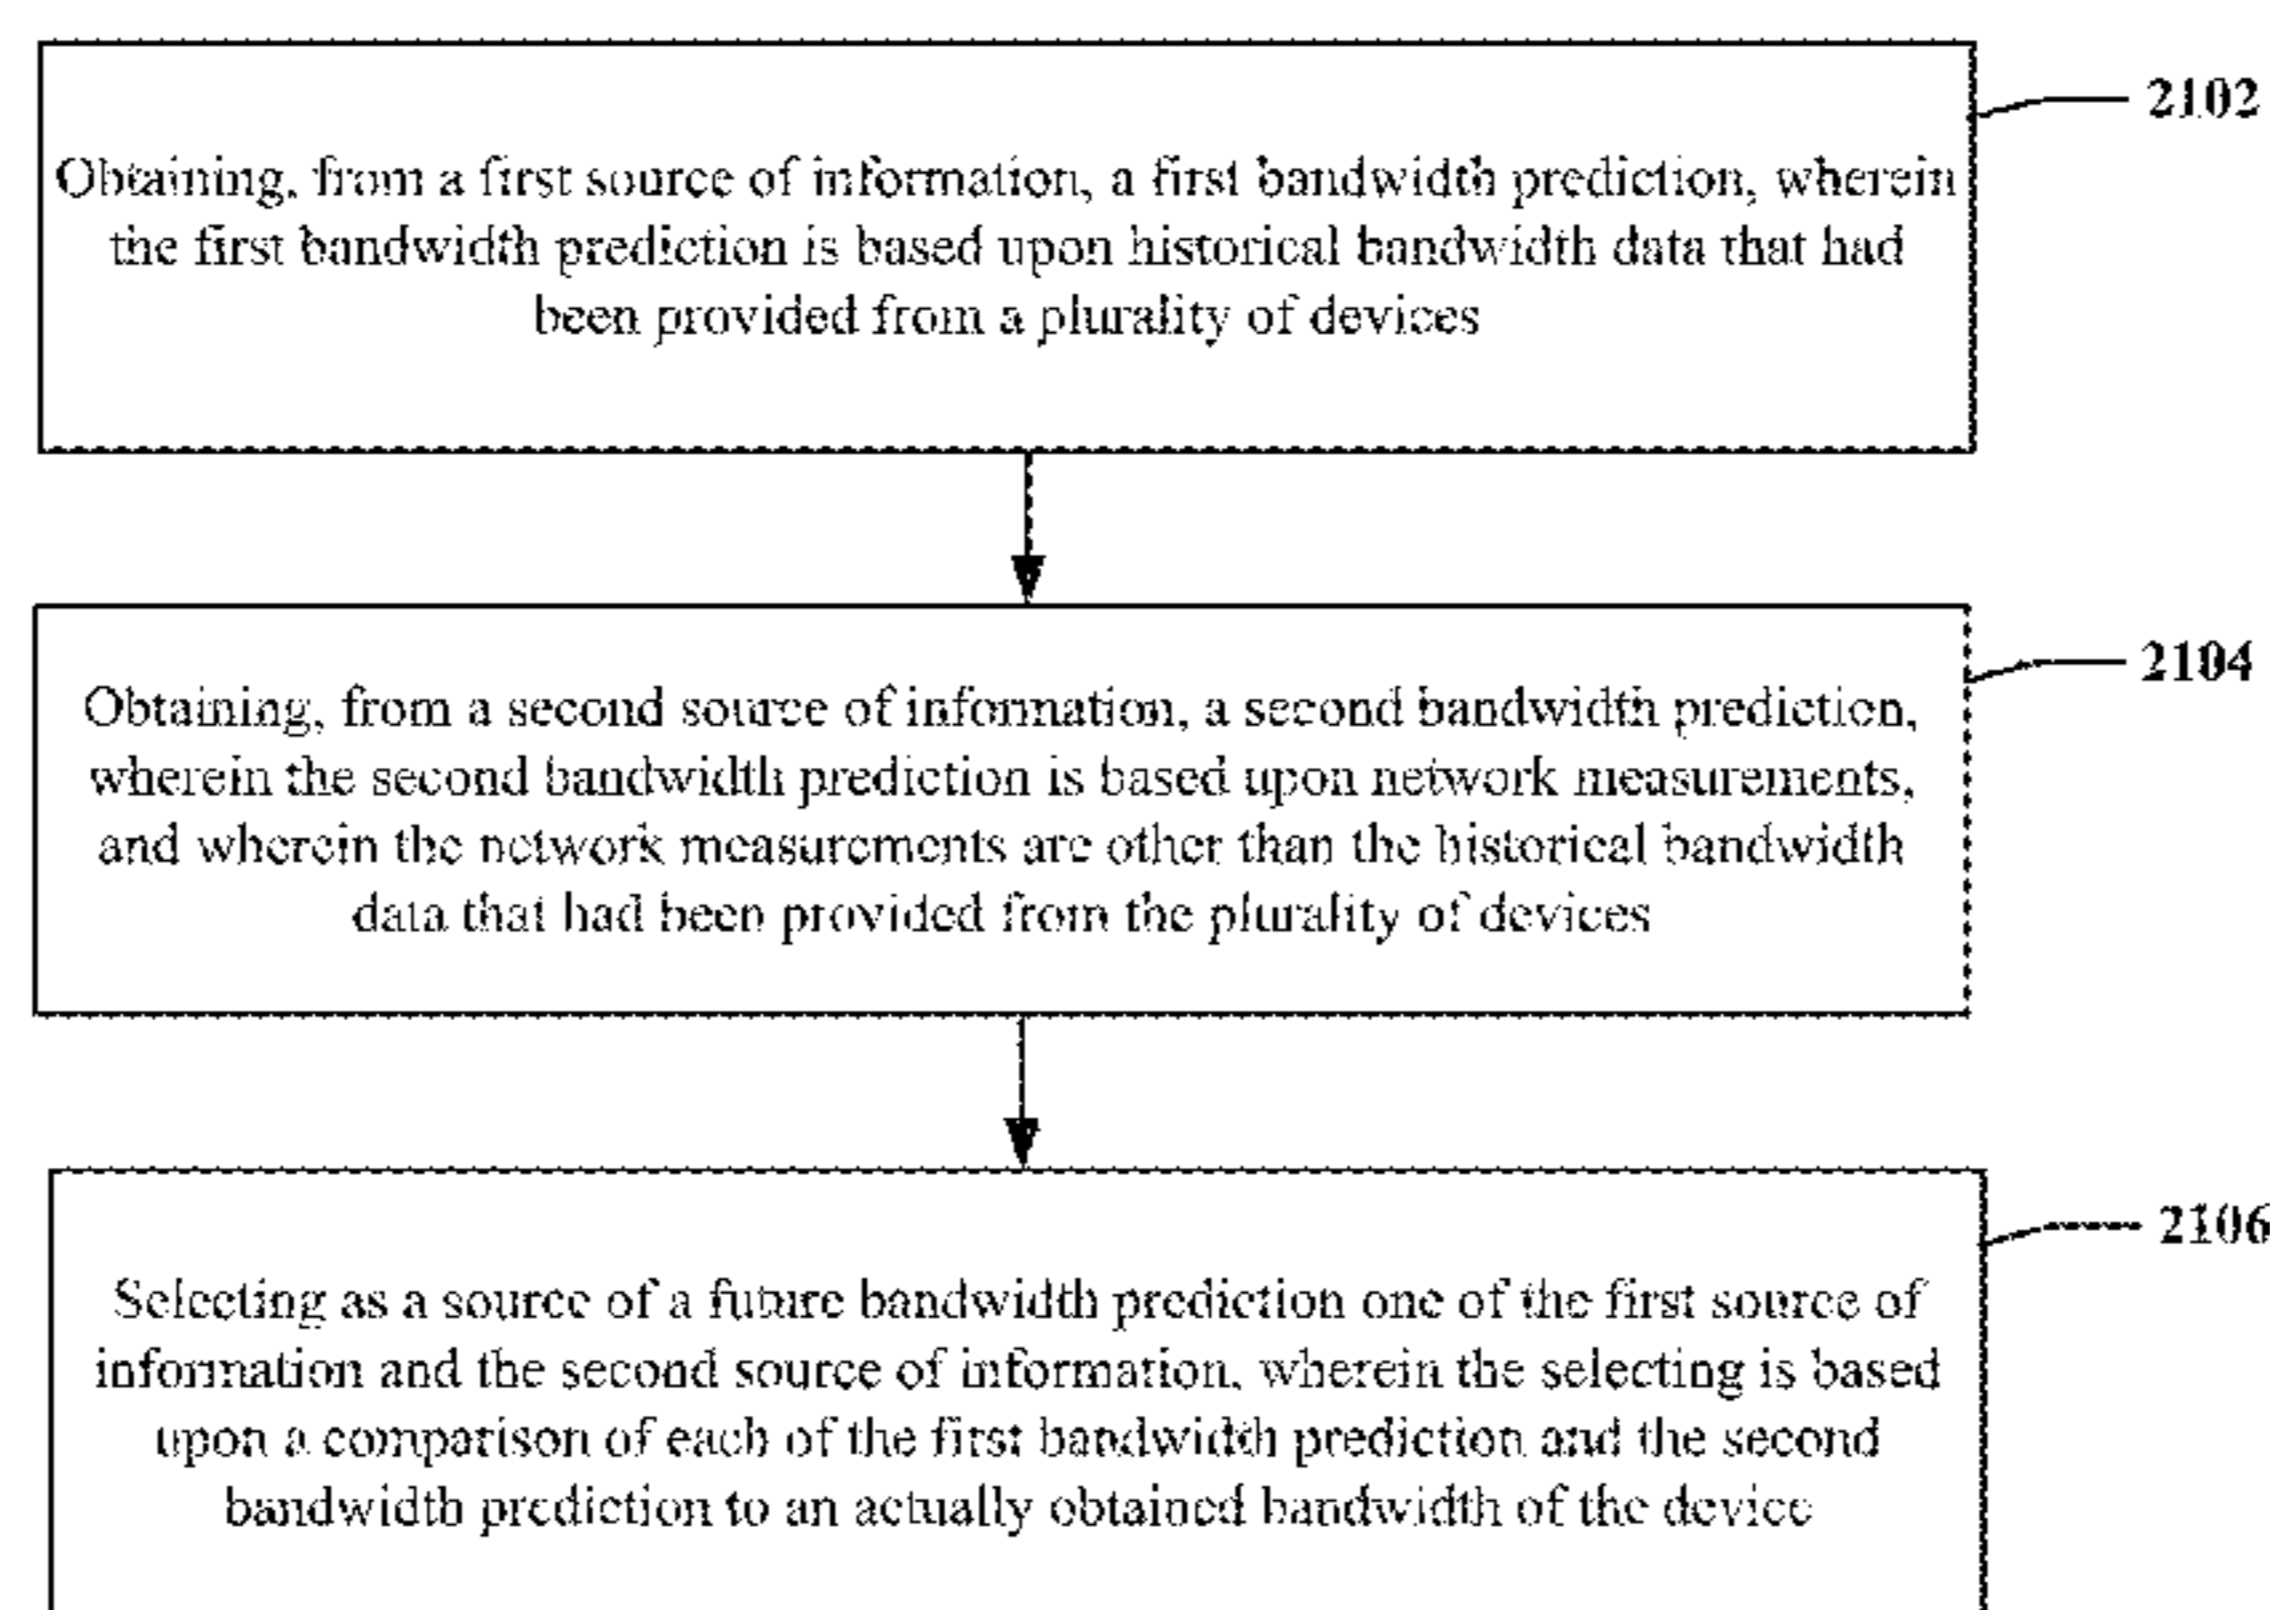 2102
Obtaining, from a first source of information, a first bandwidth prediction, wherein
the first bandwidth prediction is based upon historical bandwidth data that had
been provided from a plurality of devices
2104
Obtaining, from a second source of information, a second bandwidth prediction,
wherein the second bandwidth prediction is based upon network measurements,
and wherein the network measurements are other than the historical bandwidth
data that had been provided from the plurality of devices
2106
Selecting as a source of a future bandwidth prediction one of the first source of
information and the second source of information, wherein the selecting is based
upon a comparison of each of the first bandwidth prediction and the second
bandwidth prediction to an actually obtained bandwidth of the device